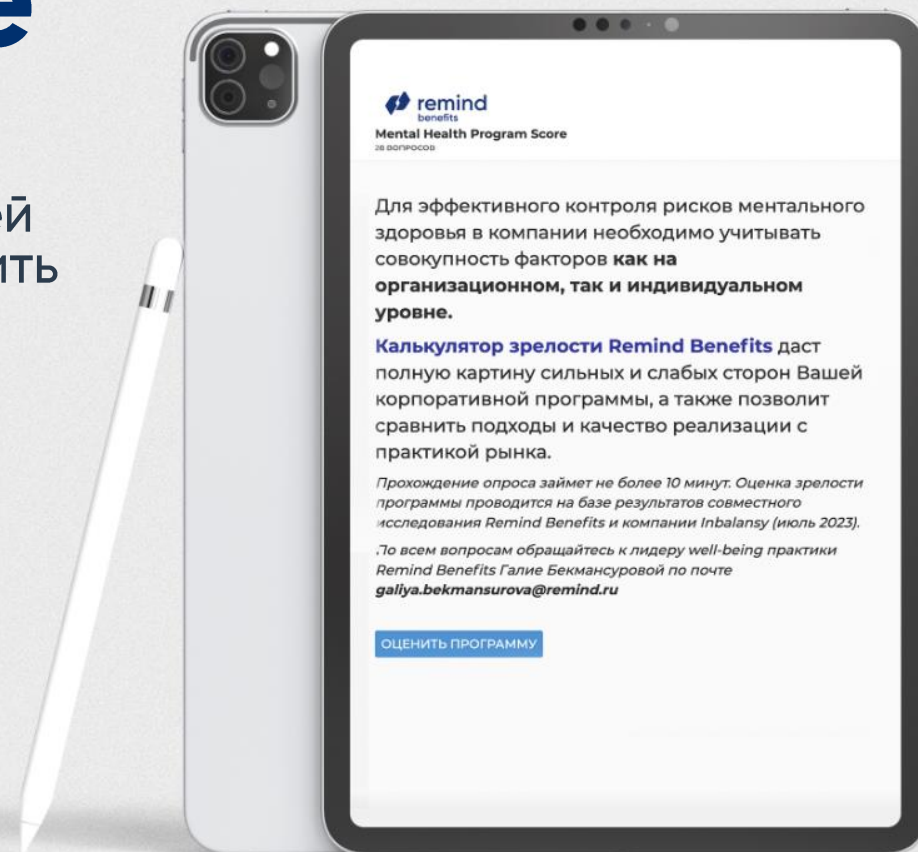 e
ей
ить
remind
benefits
Mental Health Program Score
28 ВОПРОСОВ
Для эффективного контроля рисков ментального
здоровья в компании необходимо учитывать
совокупность факторов как на
организационном, так и индивидуальном
уровне.
Калькулятор зрелости Remind Benefits даст
полную картину сильных и слабых сторон Вашей
корпоративной программы, а также позволит
сравнить подходы и качество реализации с
практикой рынка.
Прохождение опроса займет не более 10 минут. Оценка зрелости
программы проводится на базе результатов совместного
исследования Remind Benefits и компании Inbalansy (июль 2023).
По всем вопросам обращайтесь к лидеру well-being практики
Remind Benefits Галие Бекмансуровой по почте
galiya.bekmansurova@remind.ru
ОЦЕНИТЬ ПРОГРАММУ